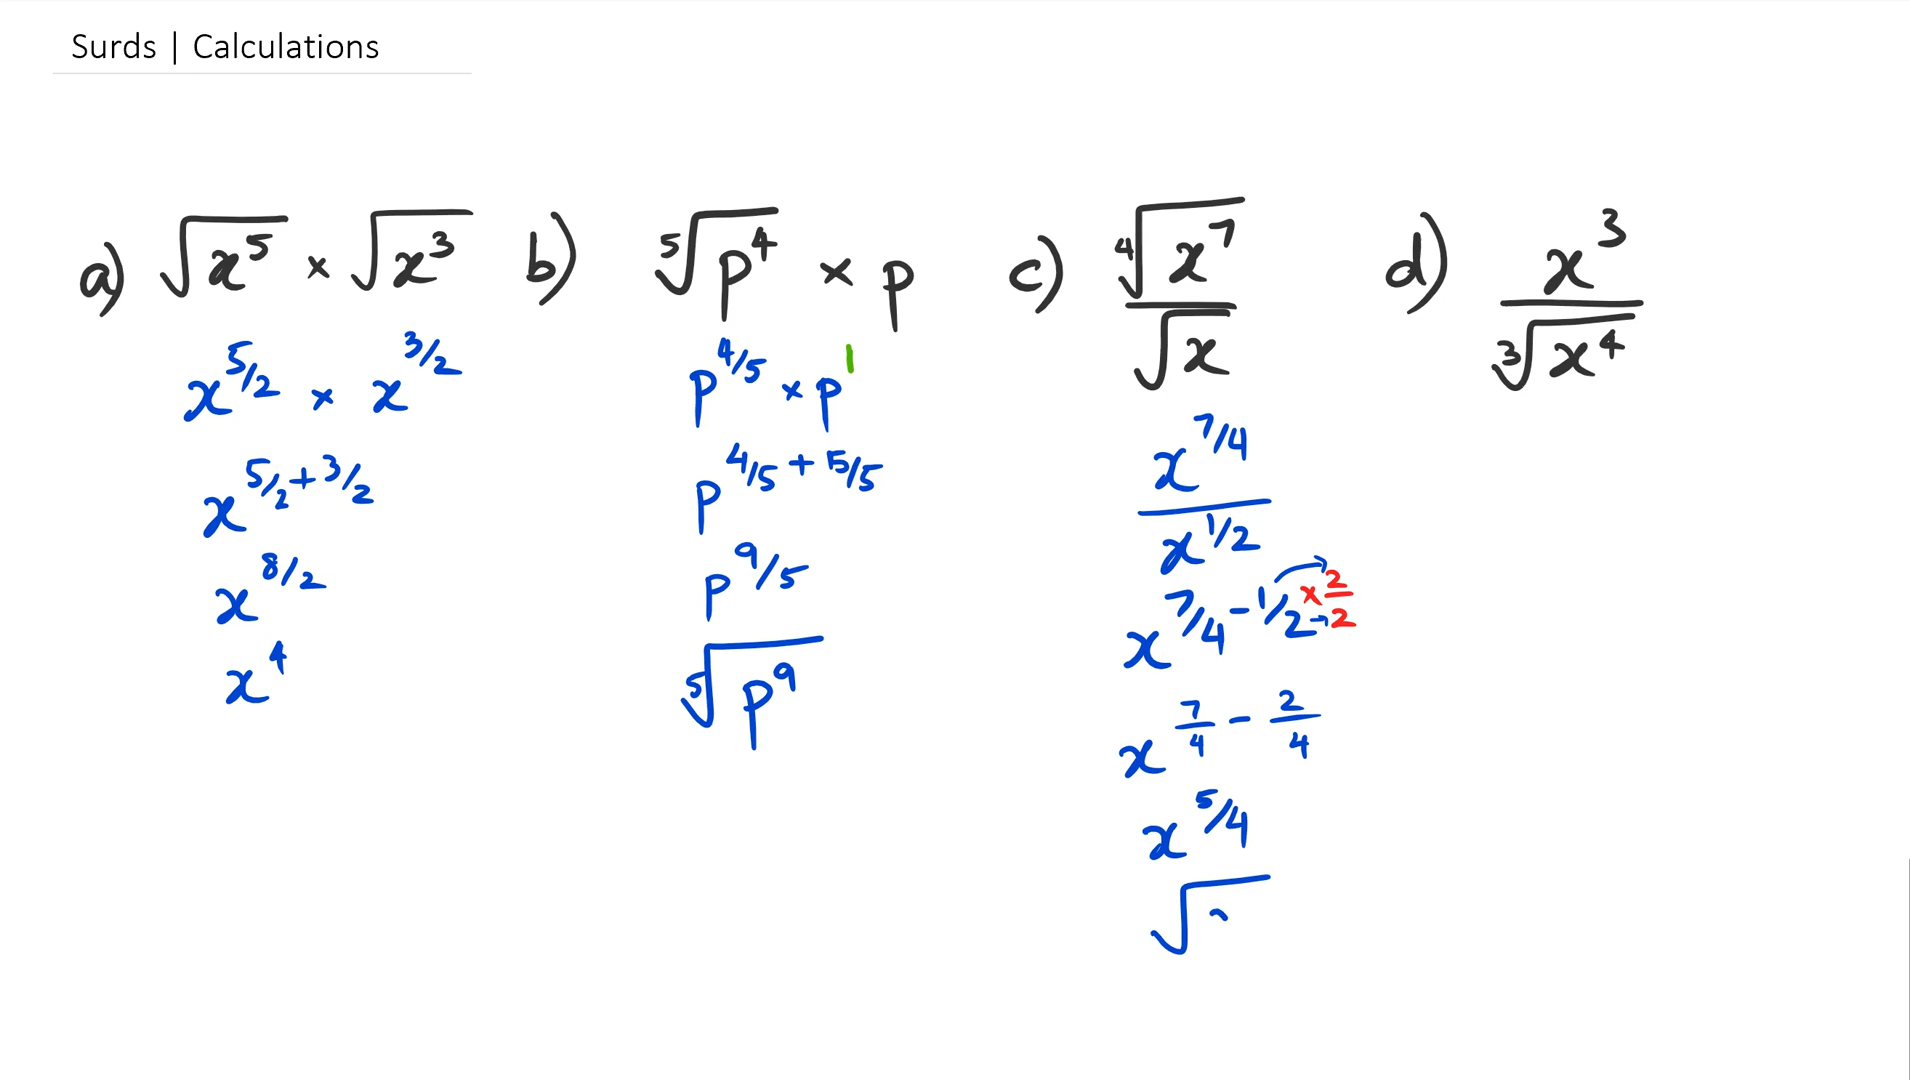 Surds | Calculations
a) √x⁵ × √x³
x^5/2 × x^3/2
x^5/2+3/2
x^8/2
x⁴
b) ⁵√p⁴ × p
p^4/5 × p^1
p^4/5 + 5/5
p^9/5
⁵√p⁹
c) ⁴√x⁷
√x
x^7/4
x^1/2
x^7/4-1/2 ×2/2
x^7/4 - 2/4
x^5/4
√
d) x³
³√x⁴